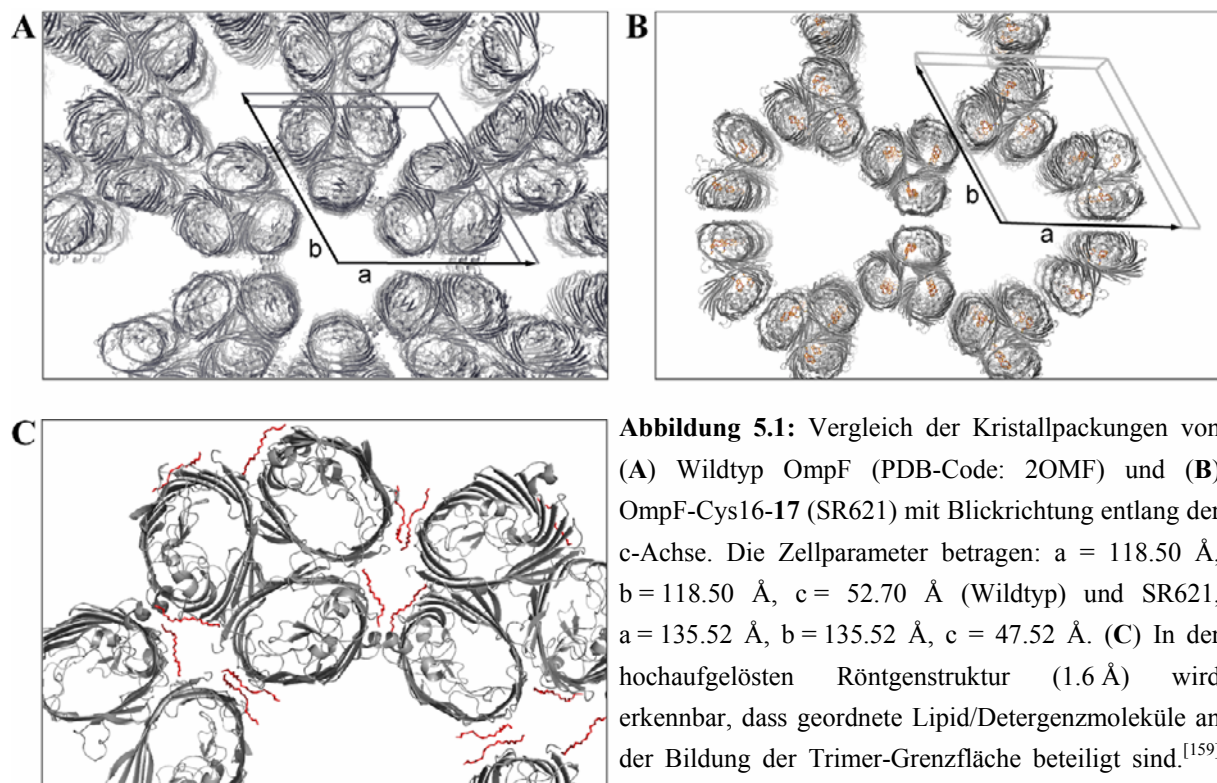 A
B
b
a
b
a
C
Abbildung 5.1: Vergleich der Kristallpackungen von
(A) Wildtyp OmpF (PDB-Code: 2OMF) und (B)
OmpF-Cys16-17 (SR621) mit Blickrichtung entlang der
c-Achse. Die Zellparameter betragen: a = 118.50 Å,
b = 118.50 Å, c = 52.70 Å (Wildtyp) und SR621,
a = 135.52 Å, b = 135.52 Å, c = 47.52 Å. (C) In der
hochaufgelösten Röntgenstruktur (1.6 Å) wird
erkennbar, dass geordnete Lipid/Detergenzmoleküle an
der Bildung der Trimer-Grenzfläche beteiligt sind.[159]